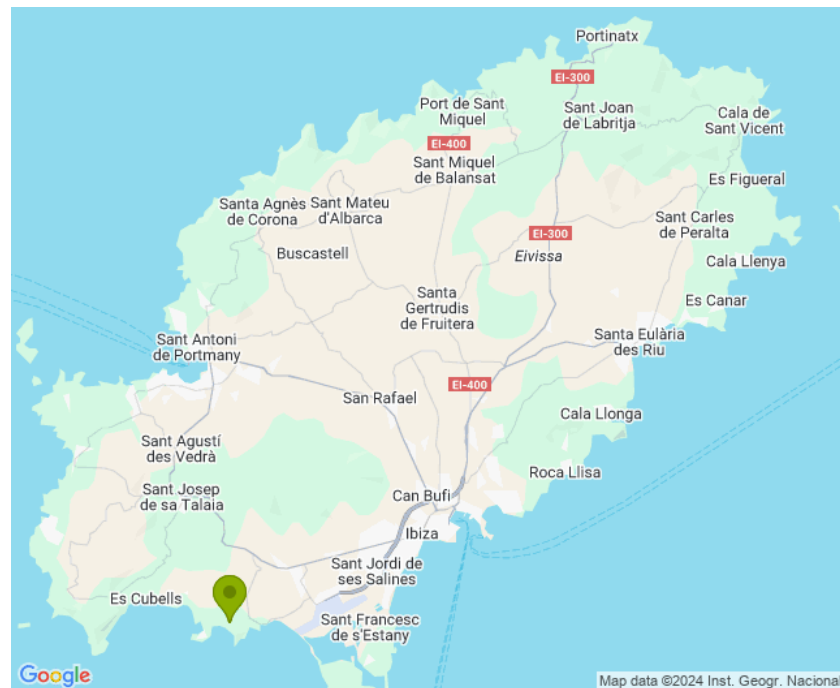 Portinatx
EI-300
Port de Sant
Miquel
Sant Joan
de Labritja
Cala de
Sant Vicent
EI-400
Sant Miquel
de Balansat
Es Figueral
Santa Agnès
de Corona
Sant Mateu
d'Albarca
Sant Carles
de Peralta
EI-300
Buscastell
Eivissa
Cala Llenya
Santa
Gertrudis
de Fruitera
Es Canar
Sant Antoni
de Portmany
Santa Eulària
des Riu
EI-400
San Rafael
Cala Llonga
Sant Agustí
des Vedrà
Roca Llisa
Sant Josep
de sa Talaia
Can Bufi
Ibiza
Sant Jordi de
ses Salines
Es Cubells
Sant Francesc
de s'Estany
Google
Map data ©2024 Inst. Geogr. Nacional